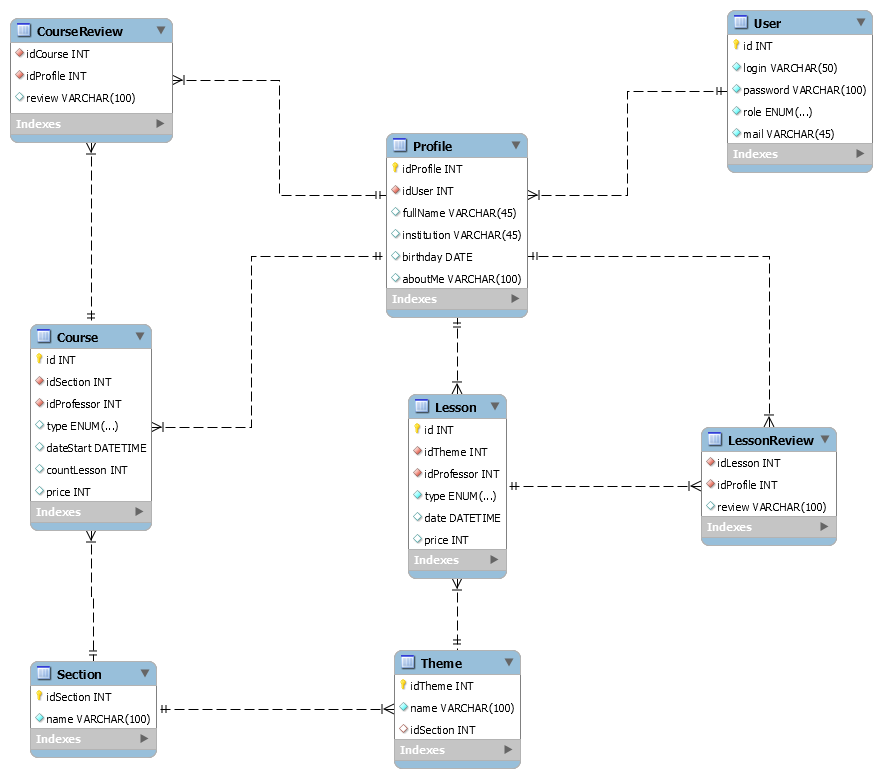 CourseReview
idCourse INT
idProfile INT
review VARCHAR(100)
Indexes
User
id INT
login VARCHAR(50)
password VARCHAR(100)
role ENUM(...)
mail VARCHAR(45)
Indexes
Profile
idProfile INT
idUser INT
fullName VARCHAR(45)
institution VARCHAR(45)
birthday DATE
aboutMe VARCHAR(100)
Indexes
Course
id INT
idSection INT
idProfessor INT
type ENUM(...)
dateStart DATETIME
countLesson INT
price INT
Indexes
Lesson
id INT
idTheme INT
idProfessor INT
type ENUM(...)
date DATETIME
price INT
Indexes
LessonReview
idLesson INT
idProfile INT
review VARCHAR(100)
Indexes
Section
idSection INT
name VARCHAR(100)
Indexes
Theme
idTheme INT
name VARCHAR(100)
idSection INT
Indexes